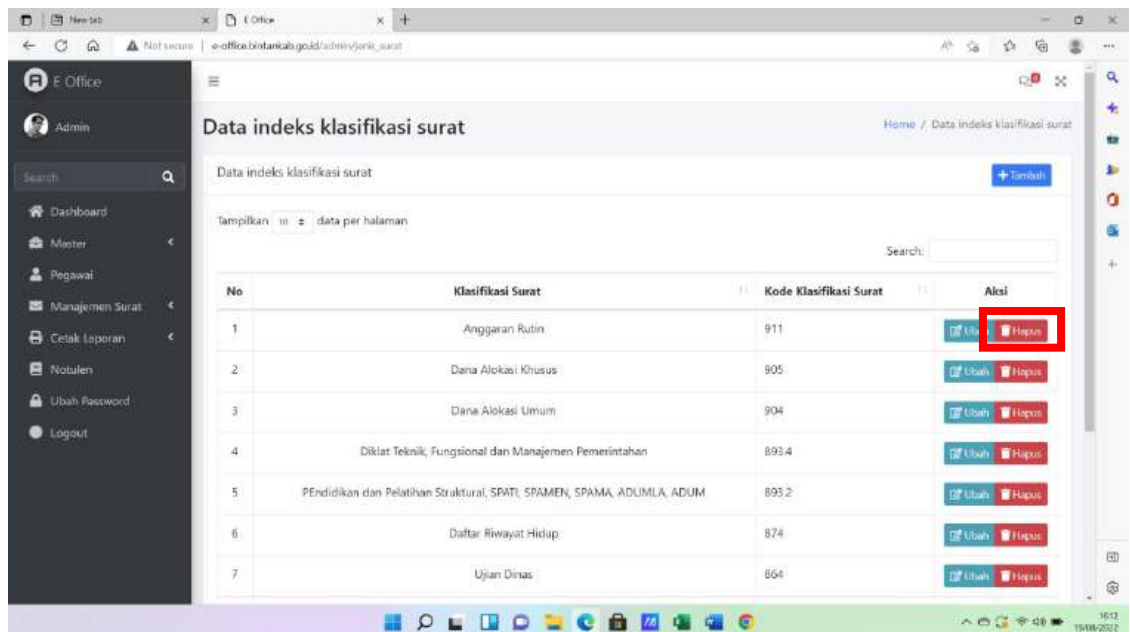 New tab
E Office
Not secure
e-office.bintankab.go.id/admin/jenis_surat
E Office
Admin
Search
Dashboard
Master
Pegawai
Manajemen Surat
Cetak Laporan
Notulen
Ubah Password
Logout
Data indeks klasifikasi surat
Home / Data indeks klasifikasi surat
Data indeks klasifikasi surat
+ Tambah
Tampilkan 10 data per halaman
Search:
No Klasifikasi Surat Kode Klasifikasi Surat Aksi
1 Anggaran Rutin 911 Ubah Hapus
2 Dana Alokasi Khusus 905 Ubah Hapus
3 Dana Alokasi Umum 904 Ubah Hapus
4 Diklat Teknik, Fungsional dan Manajemen Pemerintahan 893.4 Ubah Hapus
5 PEndidikan dan Pelatihan Struktural, SPATI, SPAMEN, SPAMA, ADUMLA, ADUM 893.2 Ubah Hapus
6 Daftar Riwayat Hidup 874 Ubah Hapus
7 Ujian Dinas 864 Ubah Hapus
16:12